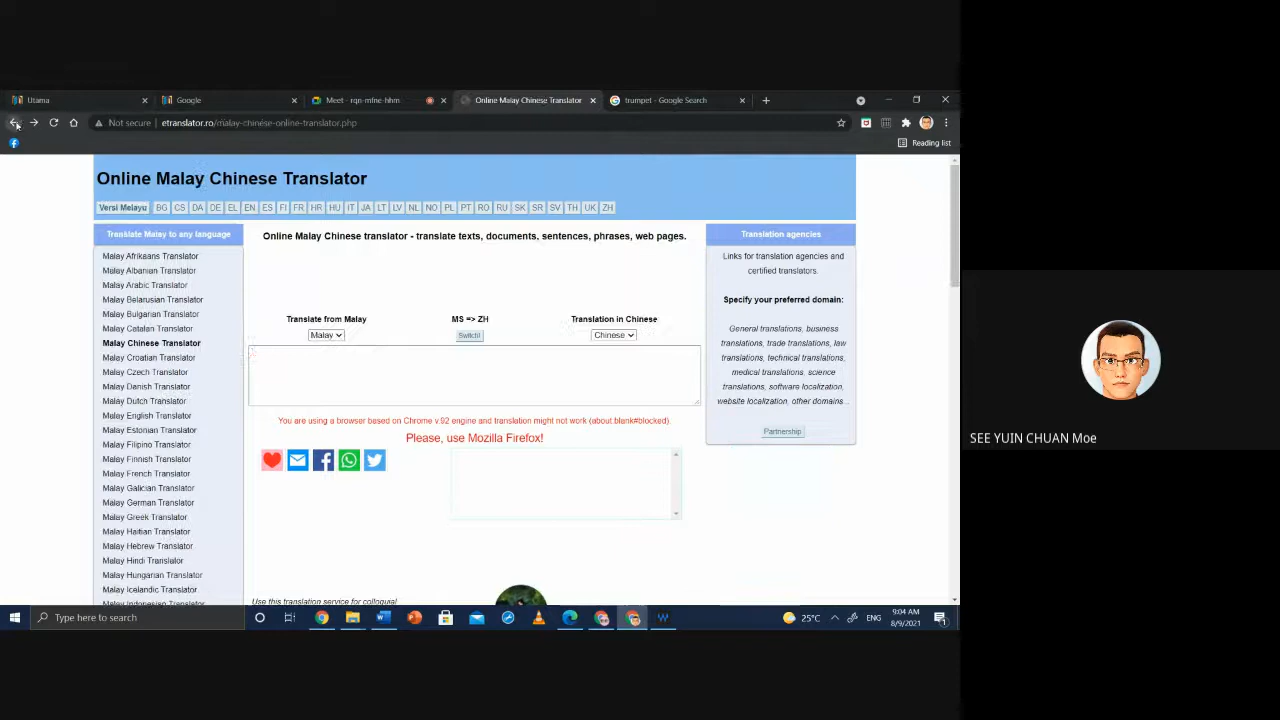 Utama
Google
Meet - rqn-mfne-hhm
Online Malay Chinese Translator
trumpet - Google Search
Not secure
etranslator.ro/malay-chinese-online-translator.php
Reading list
Online Malay Chinese Translator
Versi Melayu BG CS DA DE EL EN ES FI FR HR HU IT JA LT LV NL NO PL PT RO RU SK SR SV TH UK ZH
Translate Malay to any language
Malay Afrikaans Translator
Malay Albanian Translator
Malay Arabic Translator
Malay Belarusian Translator
Malay Bulgarian Translator
Malay Catalan Translator
Malay Chinese Translator
Malay Croatian Translator
Malay Czech Translator
Malay Danish Translator
Malay Dutch Translator
Malay English Translator
Malay Estonian Translator
Malay Filipino Translator
Malay Finnish Translator
Malay French Translator
Malay Galician Translator
Malay German Translator
Malay Greek Translator
Malay Haitian Translator
Malay Hebrew Translator
Malay Hindi Translator
Malay Hungarian Translator
Malay Icelandic Translator
Malay Indonesian Translator
Online Malay Chinese translator - translate texts, documents, sentences, phrases, web pages.
Translate from Malay
MS => ZH
Translation in Chinese
Malay
Switch!
Chinese
You are using a browser based on Chrome v.92 engine and translation might not work (about:blank#blocked)
Please, use Mozilla Firefox!
Use this translation service for colloquial
Translation agencies
Links for translation agencies and
certified translators.
Specify your preferred domain:
General translations, business
translations, trade translations, law
translations, technical translations,
medical translations, science
translations, software localization,
website localization, other domains...
Partnership
SEE YUIN CHUAN Moe
Type here to search
25°C
ENG
9:04 AM
8/9/2021